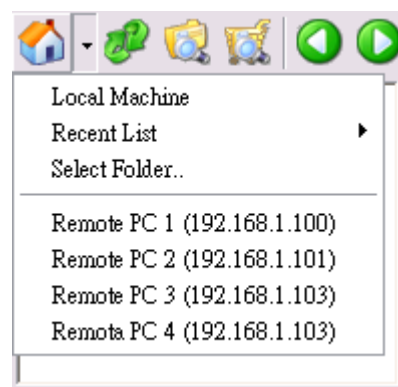 Local Machine
Recent List
Select Folder..
Remote PC 1 (192.168.1.100)
Remote PC 2 (192.168.1.101)
Remote PC 3 (192.168.1.103)
Remota PC 4 (192.168.1.103)